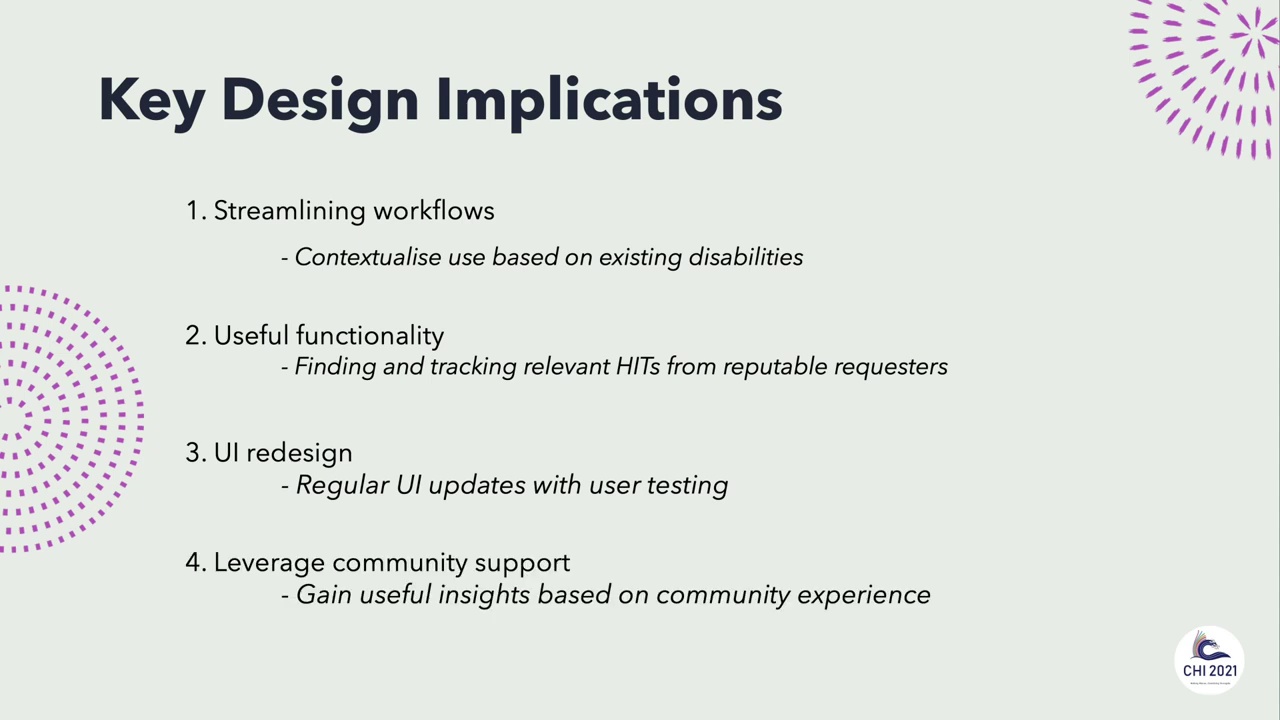 Key Design Implications
1. Streamlining workflows
- Contextualise use based on existing disabilities
2. Useful functionality
- Finding and tracking relevant HITs from reputable requesters
3. UI redesign
- Regular UI updates with user testing
4. Leverage community support
- Gain useful insights based on community experience
CHI 2021